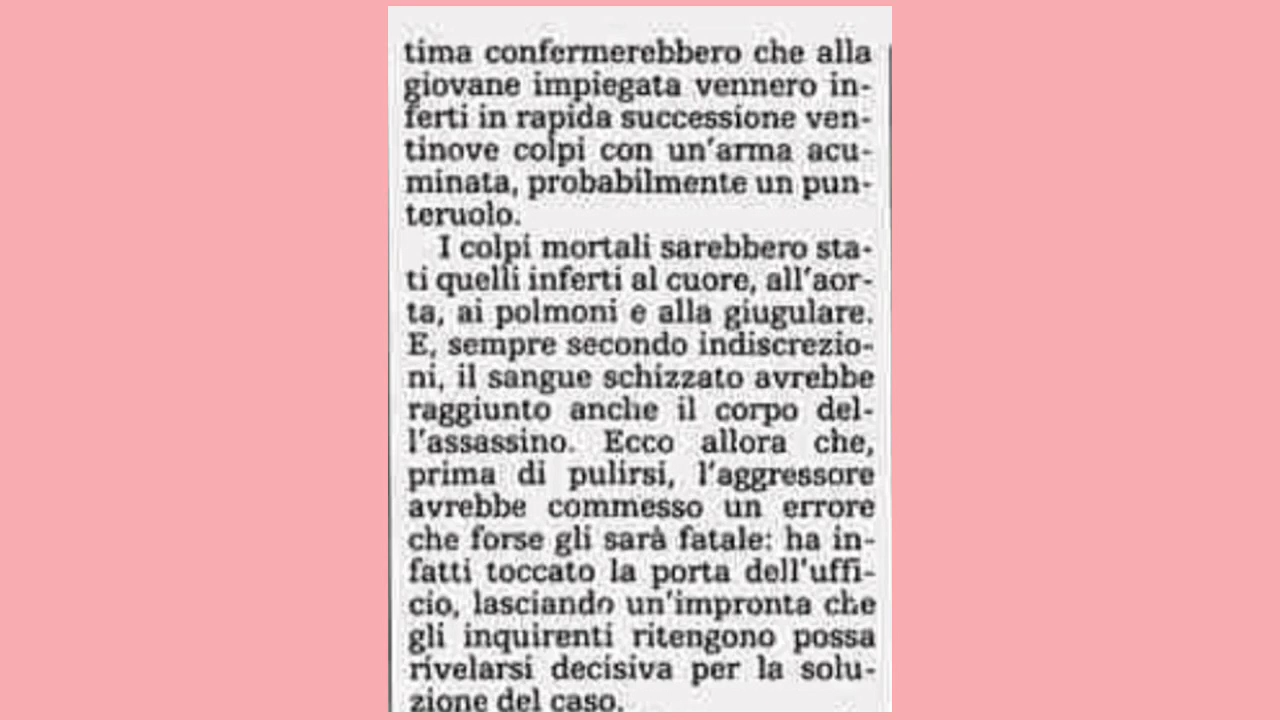 tima confermerebbero che alla
giovane impiegata vennero in-
ferti in rapida successione ven-
tinove colpi con un'arma acu-
minata, probabilmente un pun-
teruolo.
I colpi mortali sarebbero sta-
ti quelli inferti al cuore, all'aor-
ta, ai polmoni e alla giugulare.
E, sempre secondo indiscrezio-
ni, il sangue schizzato avrebbe
raggiunto anche il corpo del-
l'assassino. Ecco allora che,
prima di pulirsi, l'aggressore
avrebbe commesso un errore
che forse gli sarà fatale: ha in-
fatti toccato la porta dell'uffi-
cio, lasciando un'impronta che
gli inquirenti ritengono possa
rivelarsi decisiva per la solu-
zione del caso.